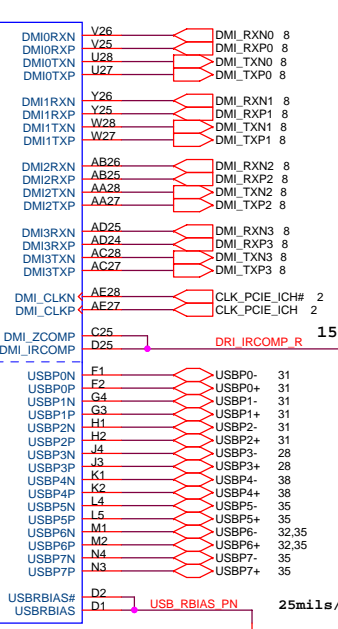 DMI0RXN V26 DMI_RXN0 8
DMI0RXP V25 DMI_RXP0 8
DMI0TXN U28 DMI_TXN0 8
DMI0TXP U27 DMI_TXP0 8
DMI1RXN Y26 DMI_RXN1 8
DMI1RXP Y25 DMI_RXP1 8
DMI1TXN W28 DMI_TXN1 8
DMI1TXP W27 DMI_TXP1 8
DMI2RXN AB26 DMI_RXN2 8
DMI2RXP AB25 DMI_RXP2 8
DMI2TXN AA28 DMI_TXN2 8
DMI2TXP AA27 DMI_TXP2 8
DMI3RXN AD25 DMI_RXN3 8
DMI3RXP AD24 DMI_RXP3 8
DMI3TXN AC28 DMI_TXN3 8
DMI3TXP AC27 DMI_TXP3 8
DMI_CLKN AE28 CLK_PCIE_ICH# 2
DMI_CLKP AE27 CLK_PCIE_ICH 2
DMI_ZCOMP C25 15
DMI_IRCOMP D25 DRI_IRCOMP_R
USBP0N F1 USBP0- 31
USBP0P F2 USBP0+ 31
USBP1N G4 USBP1- 31
USBP1P G3 USBP1+ 31
USBP2N H1 USBP2- 31
USBP2P H2 USBP2+ 31
USBP3N J4 USBP3- 28
USBP3P J3 USBP3+ 28
USBP4N K1 USBP4- 38
USBP4P K2 USBP4+ 38
USBP5N L4 USBP5- 35
USBP5P L5 USBP5+ 35
USBP6N M1 USBP6- 32,35
USBP6P M2 USBP6+ 32,35
USBP7N N4 USBP7- 35
USBP7P N3 USBP7+ 35
USBRBIAS# D2
USBRBIAS D1 USB_RBIAS_PN 25mils/